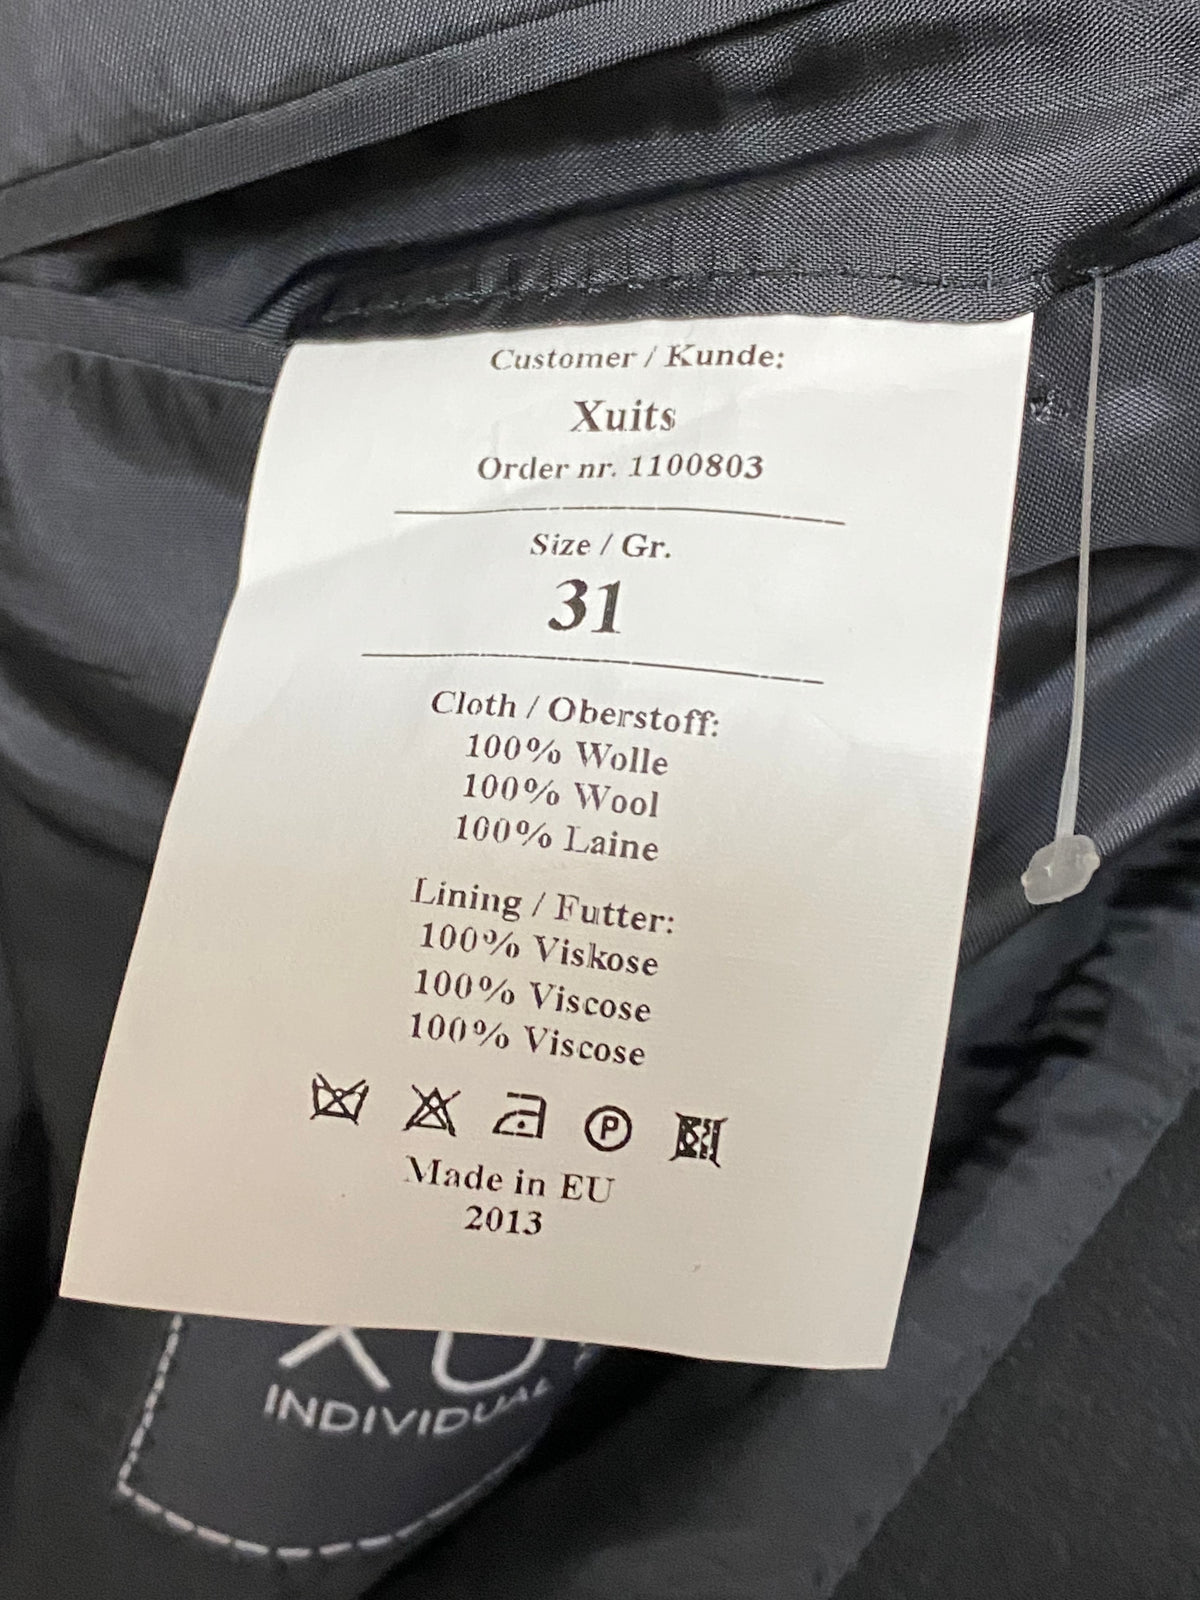 Customer / Kunde:
Xuits
Order nr. 1100803
Size / Gr.
31
Cloth / Oberstoff:
100% Wolle
100% Wool
100% Laine
Lining / Futter:
100% Viskose
100% Viscose
100% Viscose
P
Made in EU
2013